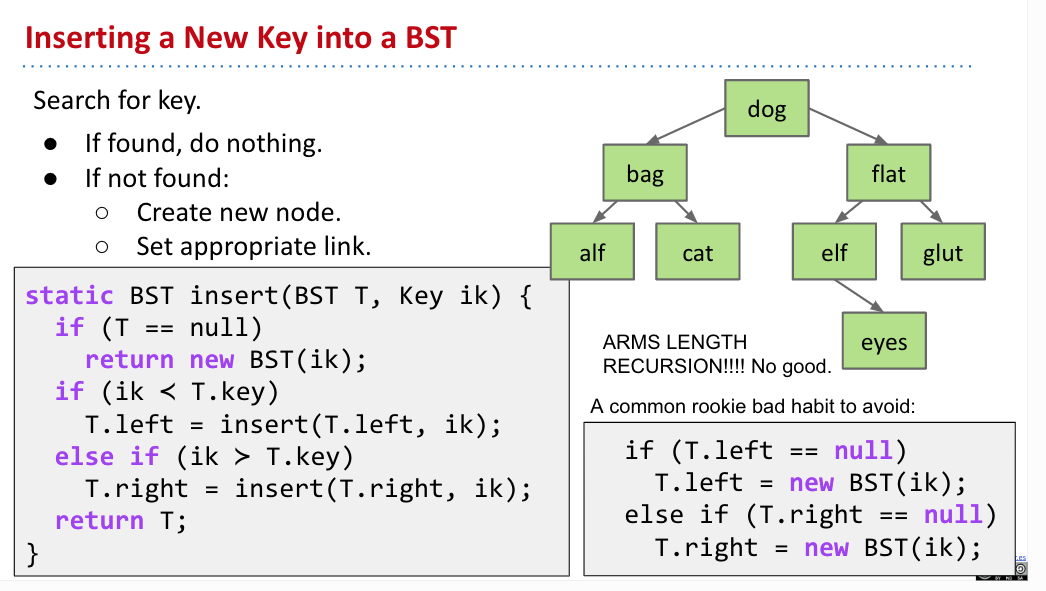 Inserting a New Key into a BST
Search for key.
● If found, do nothing.
● If not found:
○ Create new node.
○ Set appropriate link.
static BST insert(BST T, Key ik) {
if (T == null)
return new BST(ik);
if (ik ≺ T.key)
T.left = insert(T.left, ik);
else if (ik ≻ T.key)
T.right = insert(T.right, ik);
return T;
}
dog
bag
flat
alf
cat
elf
glut
eyes
ARMS LENGTH
RECURSION!!!! No good.
A common rookie bad habit to avoid:
if (T.left == null)
T.left = new BST(ik);
else if (T.right == null)
T.right = new BST(ik);